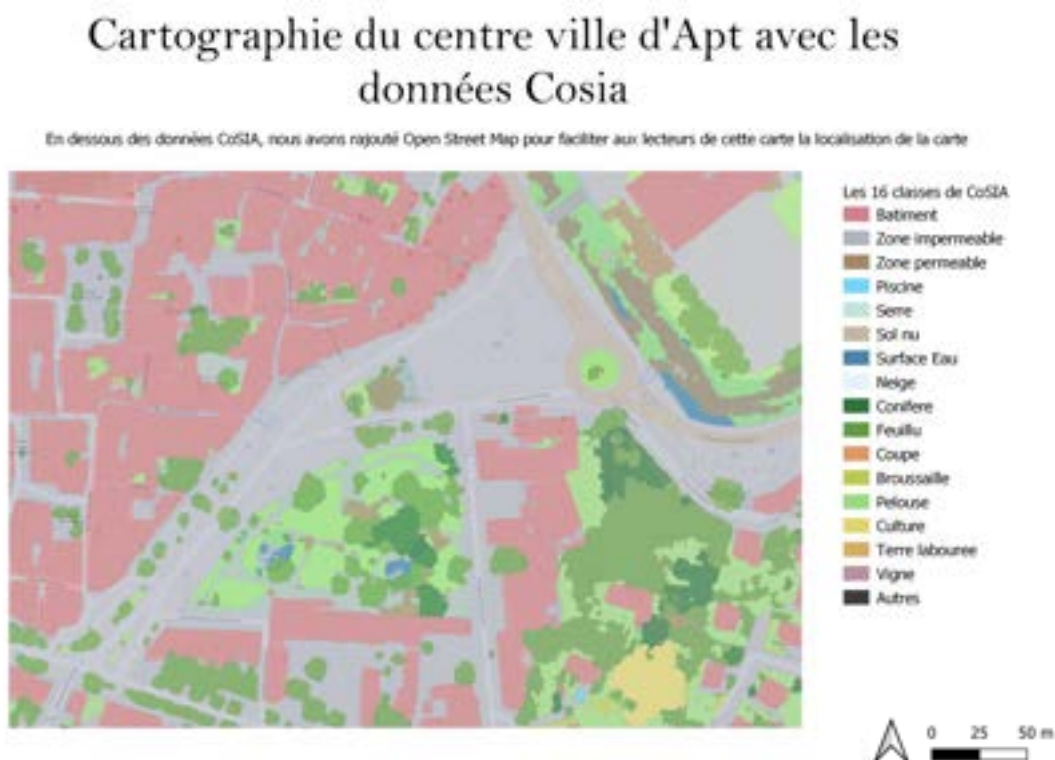 Cartographie du centre ville d'Apt avec les
données Cosia
En dessous des données CoSIA, nous avons rajouté Open Street Map pour faciliter aux lecteurs de cette carte la localisation de la carte
Les 16 classes de CoSIA
Batiment
Zone impermeable
Zone permeable
Piscine
Serre
Sol nu
Surface Eau
Neige
Conifere
Feuillu
Coupe
Broussaille
Pelouse
Culture
Terre labouree
Vigne
Autres
0 25 50 m